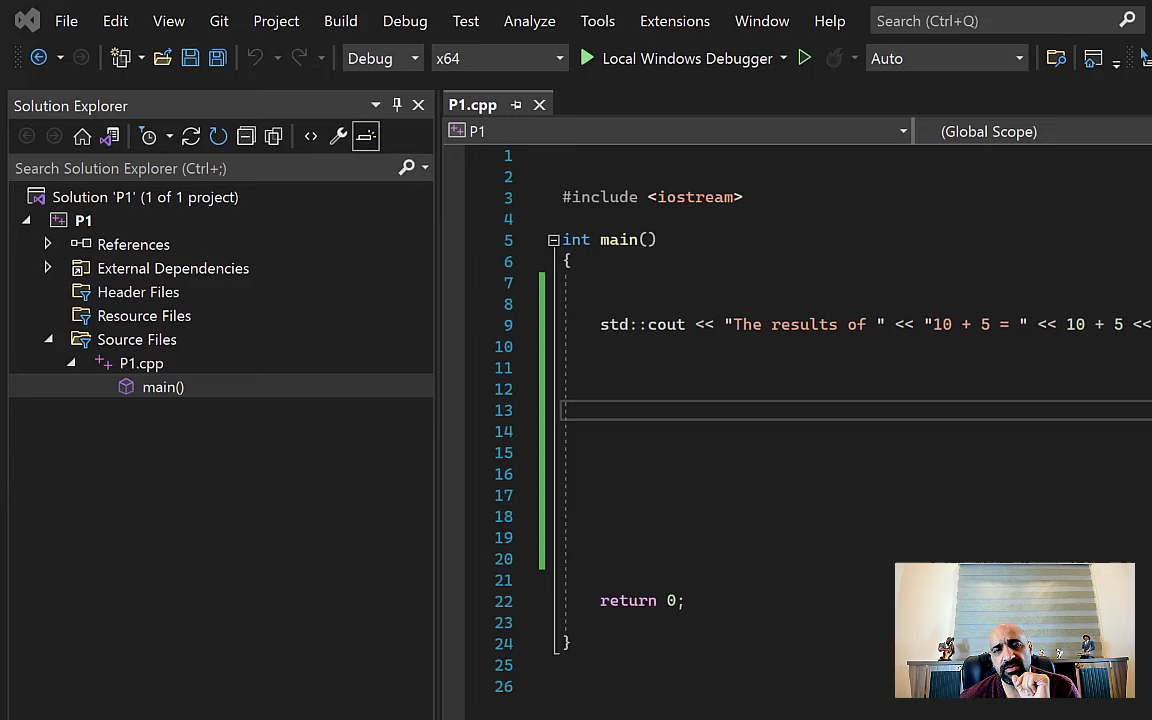 File Edit View Git Project Build Debug Test Analyze Tools Extensions Window Help Search (Ctrl+Q)
Debug x64 Local Windows Debugger Auto
Solution Explorer
Search Solution Explorer (Ctrl+;)
Solution 'P1' (1 of 1 project)
P1
References
External Dependencies
Header Files
Resource Files
Source Files
P1.cpp
main()
P1.cpp
P1 (Global Scope)
1
2
3 #include <iostream>
4
5 int main()
6 {
7
8
9 std::cout << "The results of " << "10 + 5 = " << 10 + 5 <<
10
11
12
13
14
15
16
17
18
19
20
21
22 return 0;
23
24 }
25
26